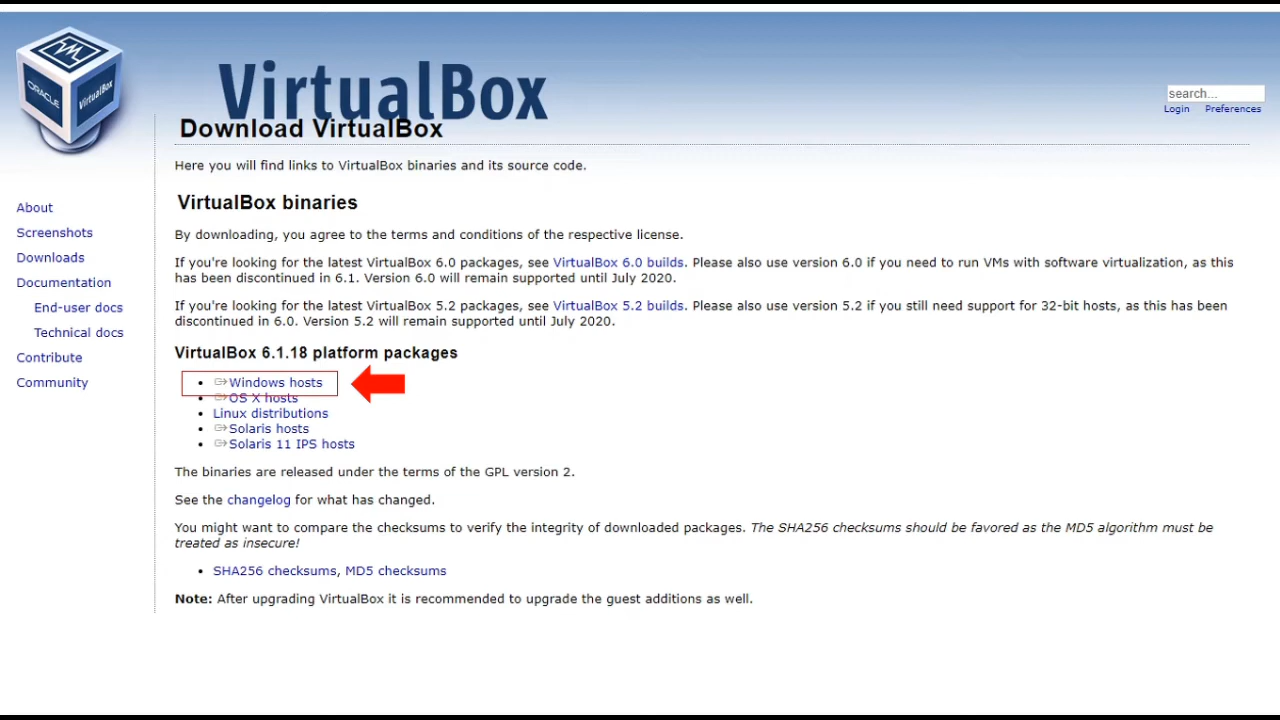 ORACLE
VirtualBox
VirtualBox
Download VirtualBox
search...
Login Preferences
Here you will find links to VirtualBox binaries and its source code.
About
Screenshots
Downloads
Documentation
End-user docs
Technical docs
Contribute
Community
VirtualBox binaries
By downloading, you agree to the terms and conditions of the respective license.
If you're looking for the latest VirtualBox 6.0 packages, see VirtualBox 6.0 builds. Please also use version 6.0 if you need to run VMs with software virtualization, as this
has been discontinued in 6.1. Version 6.0 will remain supported until July 2020.
If you're looking for the latest VirtualBox 5.2 packages, see VirtualBox 5.2 builds. Please also use version 5.2 if you still need support for 32-bit hosts, as this has been
discontinued in 6.0. Version 5.2 will remain supported until July 2020.
VirtualBox 6.1.18 platform packages
• Windows hosts
• OS X hosts
• Linux distributions
• Solaris hosts
• Solaris 11 IPS hosts
The binaries are released under the terms of the GPL version 2.
See the changelog for what has changed.
You might want to compare the checksums to verify the integrity of downloaded packages. The SHA256 checksums should be favored as the MD5 algorithm must be
treated as insecure!
• SHA256 checksums, MD5 checksums
Note: After upgrading VirtualBox it is recommended to upgrade the guest additions as well.